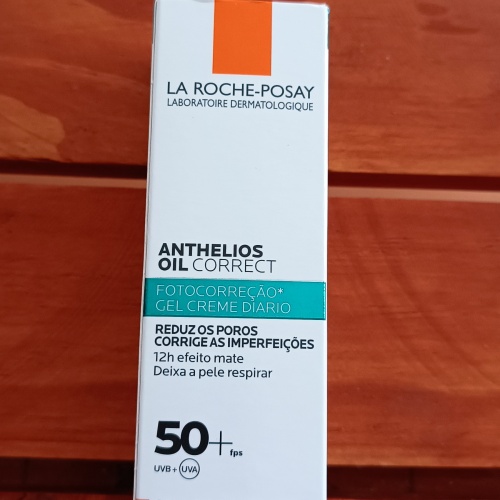 LA ROCHE-POSAY
LABORATOIRE DERMATOLOGIQUE
ANTHELIOS
OIL CORRECT
FOTOCORREÇÃO*
GEL CREME DIÁRIO
REDUZ OS POROS
CORRIGE AS IMPERFEIÇÕES
12h efeito mate
Deixa a pele respirar
50+ fps
UVB + UVA